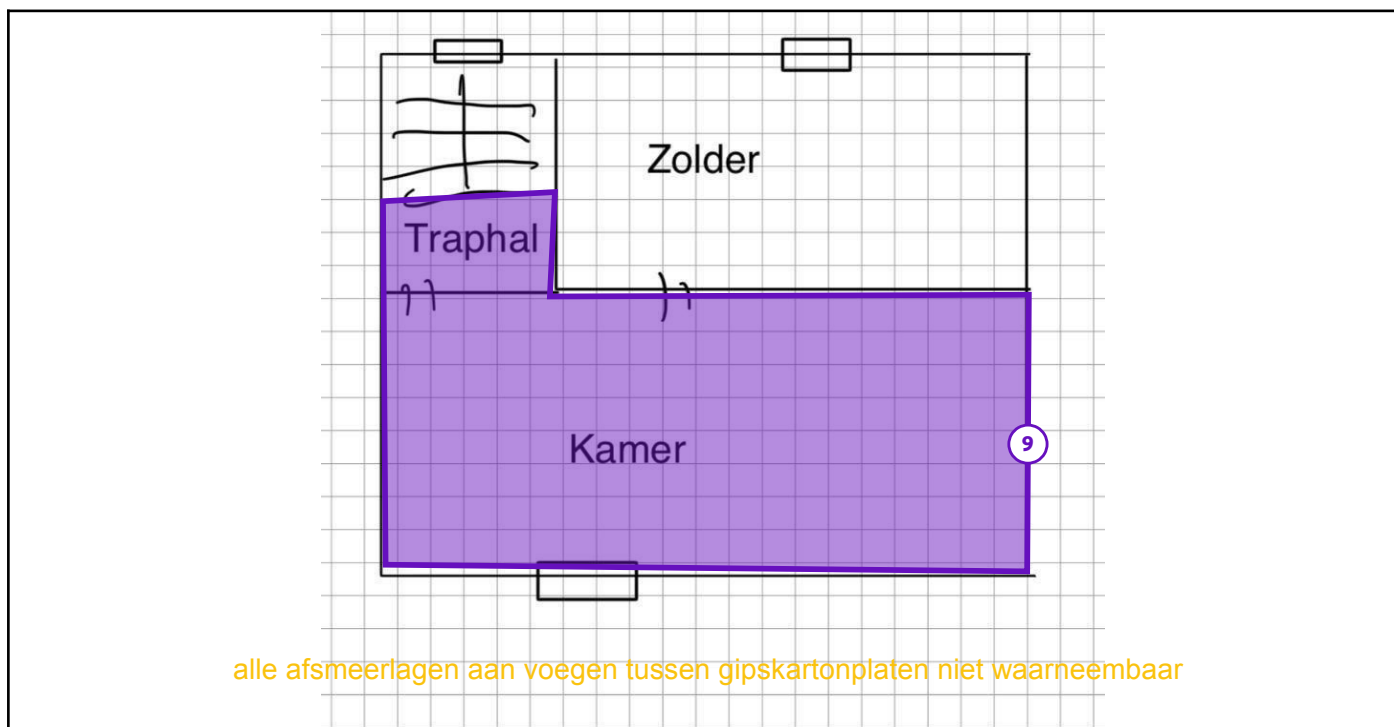 Zolder
Traphal
Kamer
9
alle afsmeerlagen aan voegen tussen gipskartonplaten niet waarneembaar